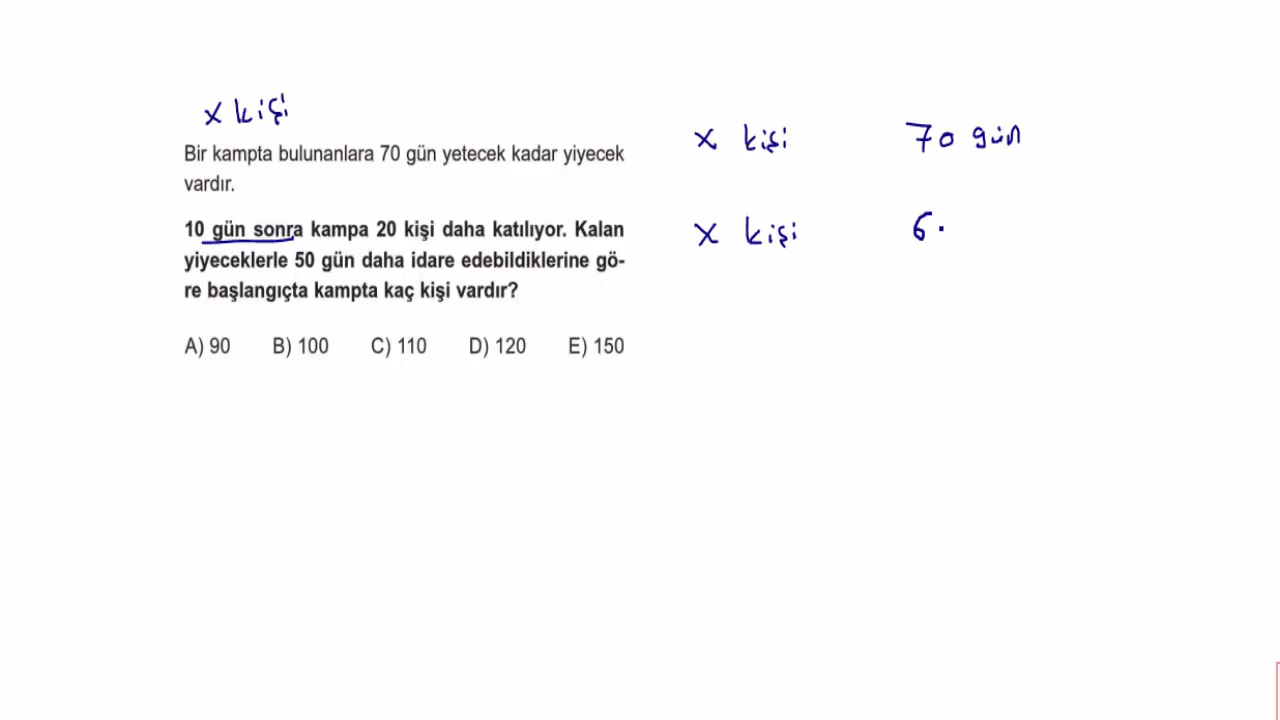 x kişi
Bir kampta bulunanlara 70 gün yetecek kadar yiyecek
vardır.
10 gün sonra kampa 20 kişi daha katılıyor. Kalan
yiyeceklerle 50 gün daha idare edebildiklerine gö-
re başlangıçta kampta kaç kişi vardır?
A) 90 B) 100 C) 110 D) 120 E) 150
x kişi 70 gün
x kişi 6